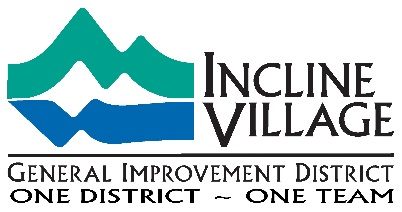 INCLINE
VILLAGE
GENERAL IMPROVEMENT DISTRICT
ONE DISTRICT ~ ONE TEAM